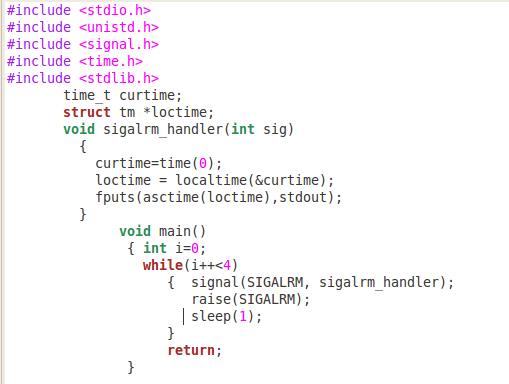 #include <stdio.h>
#include <unistd.h>
#include <signal.h>
#include <time.h>
#include <stdlib.h>
time_t curtime;
struct tm *loctime;
void sigalrm_handler(int sig)
{
curtime=time(0);
loctime = localtime(&curtime);
fputs(asctime(loctime),stdout);
}
void main()
{ int i=0;
while(i++<4)
{  signal(SIGALRM, sigalrm_handler);
raise(SIGALRM);
sleep(1);
}
return;
}